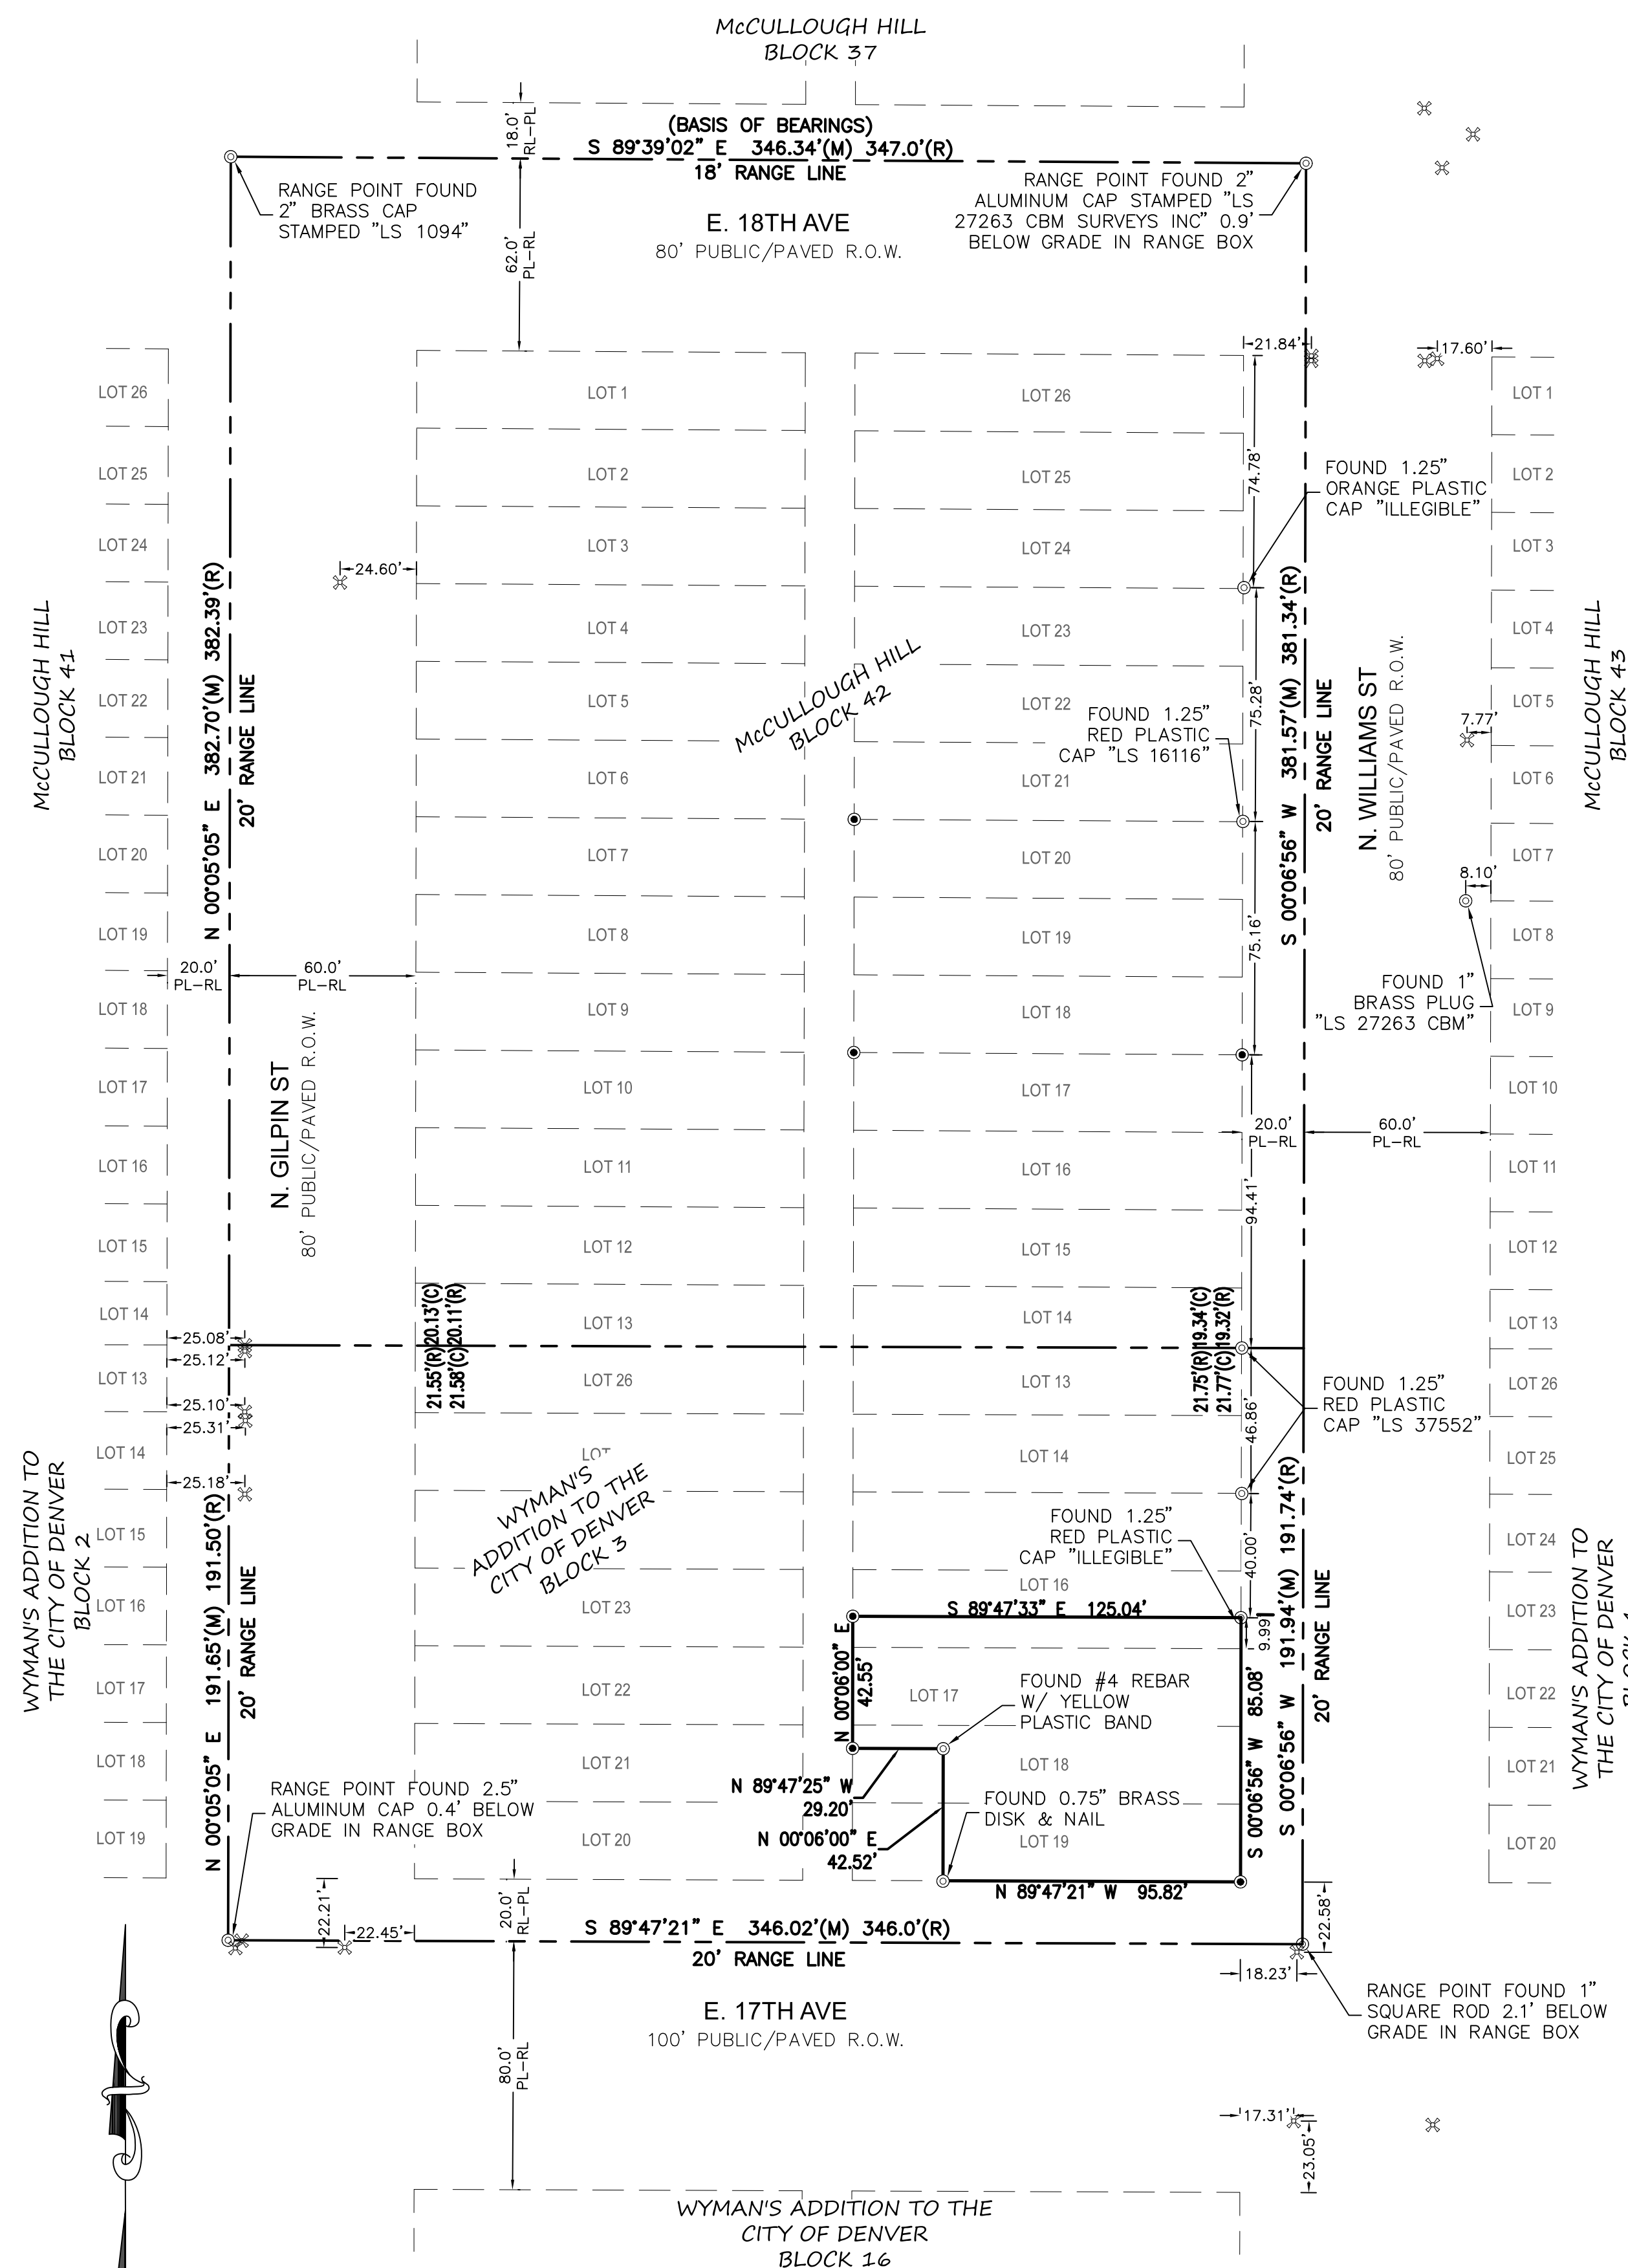 McCULLOUGH HILL
BLOCK 37
18.0'
RL-PL
(BASIS OF BEARINGS)
S 89°39'02" E 346.34'(M) 347.0'(R)
18' RANGE LINE
RANGE POINT FOUND
2" BRASS CAP
STAMPED "LS 1094"
E. 18TH AVE
80' PUBLIC/PAVED R.O.W.
62.0'
PL-RL
RANGE POINT FOUND 2"
ALUMINUM CAP STAMPED "LS
27263 CBM SURVEYS INC" 0.9'
BELOW GRADE IN RANGE BOX
21.84'
17.60'
McCULLOUGH HILL
BLOCK 41
LOT 26
LOT 25
LOT 24
LOT 23
LOT 22
LOT 21
LOT 20
LOT 19
LOT 18
LOT 17
LOT 16
LOT 15
LOT 14
N 00°05'05" E 382.70'(M) 382.39'(R)
20' RANGE LINE
24.60'
20.0'
PL-RL
60.0'
PL-RL
N. GILPIN ST
80' PUBLIC/PAVED R.O.W.
LOT 1
LOT 2
LOT 3
LOT 4
LOT 5
LOT 6
LOT 7
LOT 8
LOT 9
LOT 10
LOT 11
LOT 12
LOT 13
McCULLOUGH HILL
BLOCK 42
LOT 26
LOT 25
LOT 24
LOT 23
LOT 22
LOT 21
LOT 20
LOT 19
LOT 18
LOT 17
LOT 16
LOT 15
LOT 14
74.78'
75.28'
75.16'
94.41'
FOUND 1.25"
ORANGE PLASTIC
CAP "ILLEGIBLE"
FOUND 1.25"
RED PLASTIC
CAP "LS 16116"
S 00°06'56" W 381.57'(M) 381.34'(R)
20' RANGE LINE
N. WILLIAMS ST
80' PUBLIC/PAVED R.O.W.
7.77'
8.10'
FOUND 1"
BRASS PLUG
"LS 27263 CBM"
20.0'
PL-RL
60.0'
PL-RL
LOT 1
LOT 2
LOT 3
LOT 4
LOT 5
LOT 6
LOT 7
LOT 8
LOT 9
LOT 10
LOT 11
LOT 12
LOT 13
McCULLOUGH HILL
BLOCK 43
21.55'(R) 20.13'(C)
21.58'(C) 20.11'(R)
21.75'(R) 19.34'(C)
21.77'(C) 19.32'(R)
25.08'
25.12'
25.10'
25.31'
25.18'
WYMAN'S ADDITION TO
THE CITY OF DENVER
BLOCK 2
LOT 13
LOT 14
LOT 15
LOT 16
LOT 17
LOT 18
LOT 19
N 00°05'05" E 191.65'(M) 191.50'(R)
20' RANGE LINE
LOT 26
LOT
WYMAN'S
ADDITION TO THE
CITY OF DENVER
BLOCK 3
LOT 23
LOT 22
LOT 21
LOT 20
LOT 13
LOT 14
LOT 16
LOT 17
LOT 18
LOT 19
46.86'
40.00'
9.99'
FOUND 1.25"
RED PLASTIC
CAP "LS 37552"
FOUND 1.25"
RED PLASTIC
CAP "ILLEGIBLE"
S 89°47'33" E 125.04'
N 00°06'00" E
42.55'
FOUND #4 REBAR
W/ YELLOW
PLASTIC BAND
N 89°47'25" W
29.20'
FOUND 0.75" BRASS
DISK & NAIL
N 00°06'00" E
42.52'
N 89°47'21" W 95.82'
S 00°06'56" W 85.08'
S 00°06'56" W 191.94'(M) 191.74'(R)
20' RANGE LINE
LOT 26
LOT 25
LOT 24
LOT 23
LOT 22
LOT 21
LOT 20
WYMAN'S ADDITION TO
THE CITY OF DENVER
RANGE POINT FOUND 2.5"
ALUMINUM CAP 0.4' BELOW
GRADE IN RANGE BOX
22.21'
22.45'
20.0'
RL-PL
S 89°47'21" E 346.02'(M) 346.0'(R)
20' RANGE LINE
22.58'
18.23'
RANGE POINT FOUND 1"
SQUARE ROD 2.1' BELOW
GRADE IN RANGE BOX
E. 17TH AVE
100' PUBLIC/PAVED R.O.W.
80.0'
PL-RL
17.31'
23.05'
WYMAN'S ADDITION TO THE
CITY OF DENVER
BLOCK 16